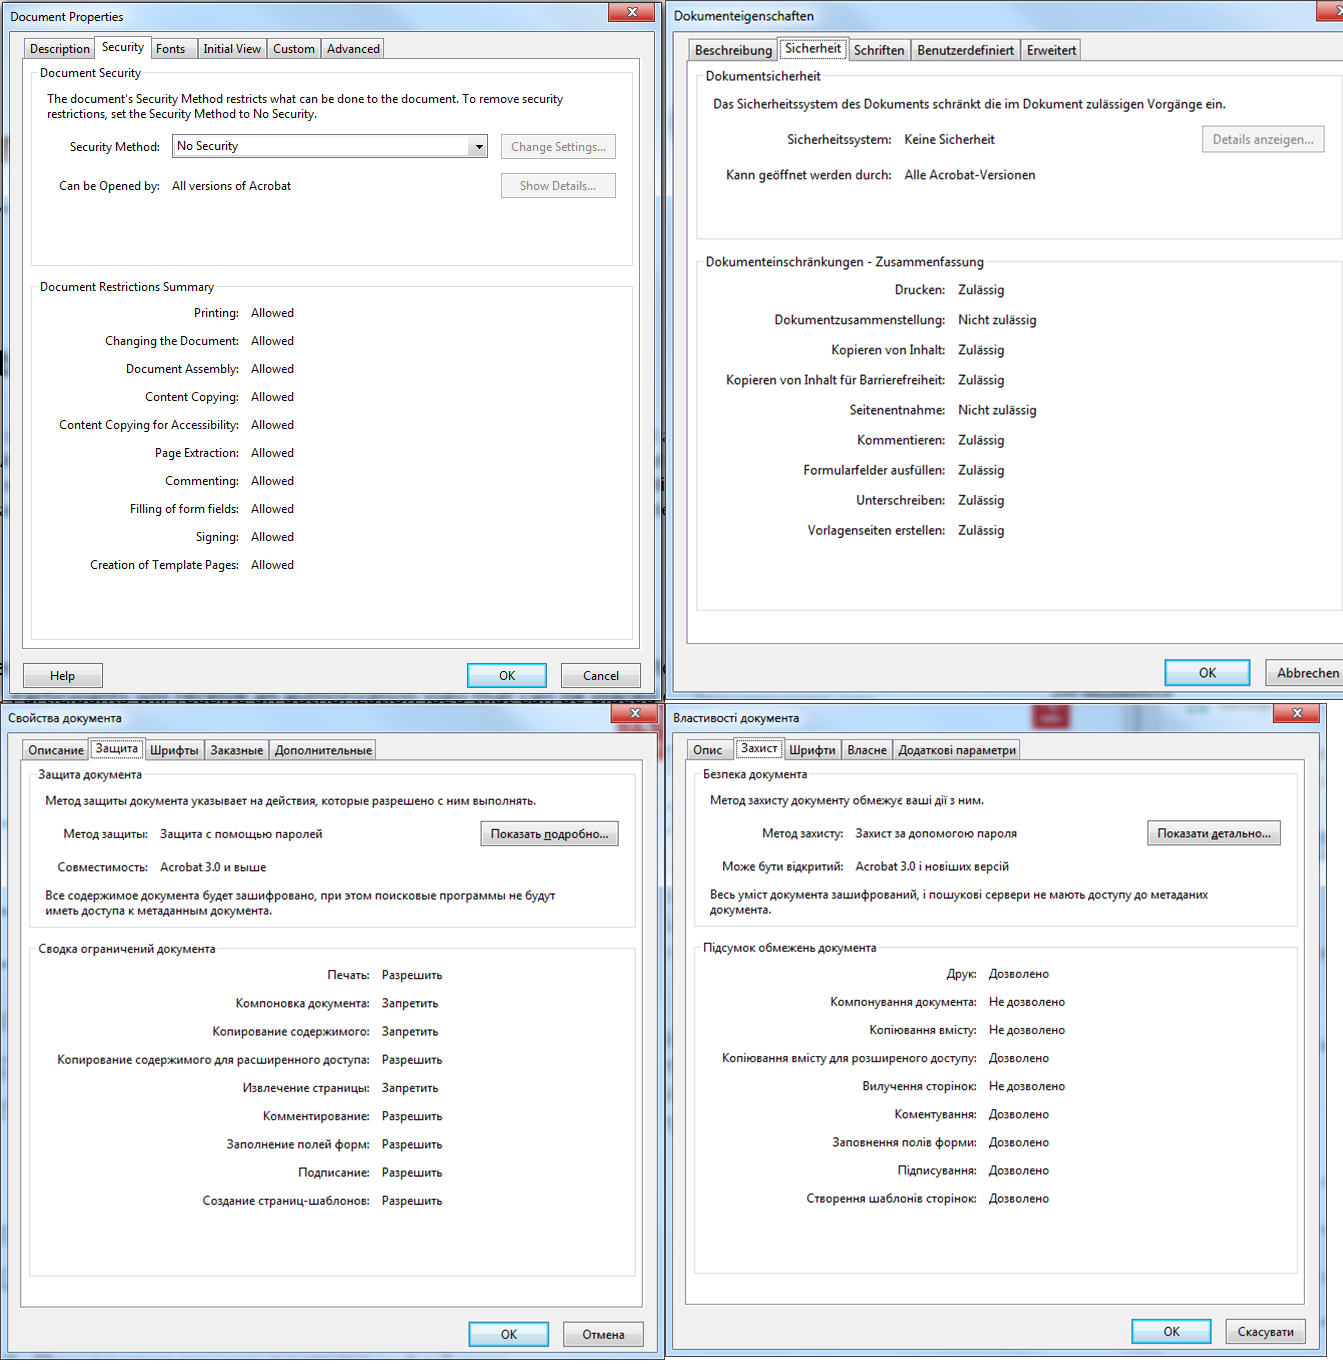 Document Properties
Description Security Fonts Initial View Custom Advanced
Document Security
The document's Security Method restricts what can be done to the document. To remove security
restrictions, set the Security Method to No Security.
Security Method: No Security Change Settings...
Can be Opened by: All versions of Acrobat Show Details...
Document Restrictions Summary
Printing: Allowed
Changing the Document: Allowed
Document Assembly: Allowed
Content Copying: Allowed
Content Copying for Accessibility: Allowed
Page Extraction: Allowed
Commenting: Allowed
Filling of form fields: Allowed
Signing: Allowed
Creation of Template Pages: Allowed
Help OK Cancel
Dokumenteigenschaften
Beschreibung Sicherheit Schriften Benutzerdefiniert Erweitert
Dokumentsicherheit
Das Sicherheitssystem des Dokuments schränkt die im Dokument zulässigen Vorgänge ein.
Sicherheitssystem: Keine Sicherheit Details anzeigen...
Kann geöffnet werden durch: Alle Acrobat-Versionen
Dokumenteinschränkungen - Zusammenfassung
Drucken: Zulässig
Dokumentzusammenstellung: Nicht zulässig
Kopieren von Inhalt: Zulässig
Kopieren von Inhalt für Barrierefreiheit: Zulässig
Seitenentnahme: Nicht zulässig
Kommentieren: Zulässig
Formularfelder ausfüllen: Zulässig
Unterschreiben: Zulässig
Vorlagenseiten erstellen: Zulässig
OK Abbrechen
Свойства документа
Описание Защита Шрифты Заказные Дополнительные
Защита документа
Метод защиты документа указывает на действия, которые разрешено с ним выполнять.
Метод защиты: Защита с помощью паролей Показать подробно...
Совместимость: Acrobat 3.0 и выше
Все содержимое документа будет зашифровано, при этом поисковые программы не будут
иметь доступа к метаданным документа.
Сводка ограничений документа
Печать: Разрешить
Компоновка документа: Запретить
Копирование содержимого: Запретить
Копирование содержимого для расширенного доступа: Разрешить
Извлечение страницы: Запретить
Комментирование: Разрешить
Заполнение полей форм: Разрешить
Подписание: Разрешить
Создание страниц-шаблонов: Разрешить
OK Отмена
Властивості документа
Опис Захист Шрифти Власне Додаткові параметри
Безпека документа
Метод захисту документу обмежує ваші дії з ним.
Метод захисту: Захист за допомогою пароля Показати детально...
Може бути відкритий: Acrobat 3.0 і новіших версій
Весь уміст документа зашифрований, і пошукові сервери не мають доступу до метаданих
документа.
Підсумок обмежень документа
Друк: Дозволено
Компонування документа: Не дозволено
Копіювання вмісту: Не дозволено
Копіювання вмісту для розширеного доступу: Дозволено
Вилучення сторінок: Не дозволено
Коментування: Дозволено
Заповнення полів форми: Дозволено
Підписування: Дозволено
Створення шаблонів сторінок: Дозволено
OK Скасувати